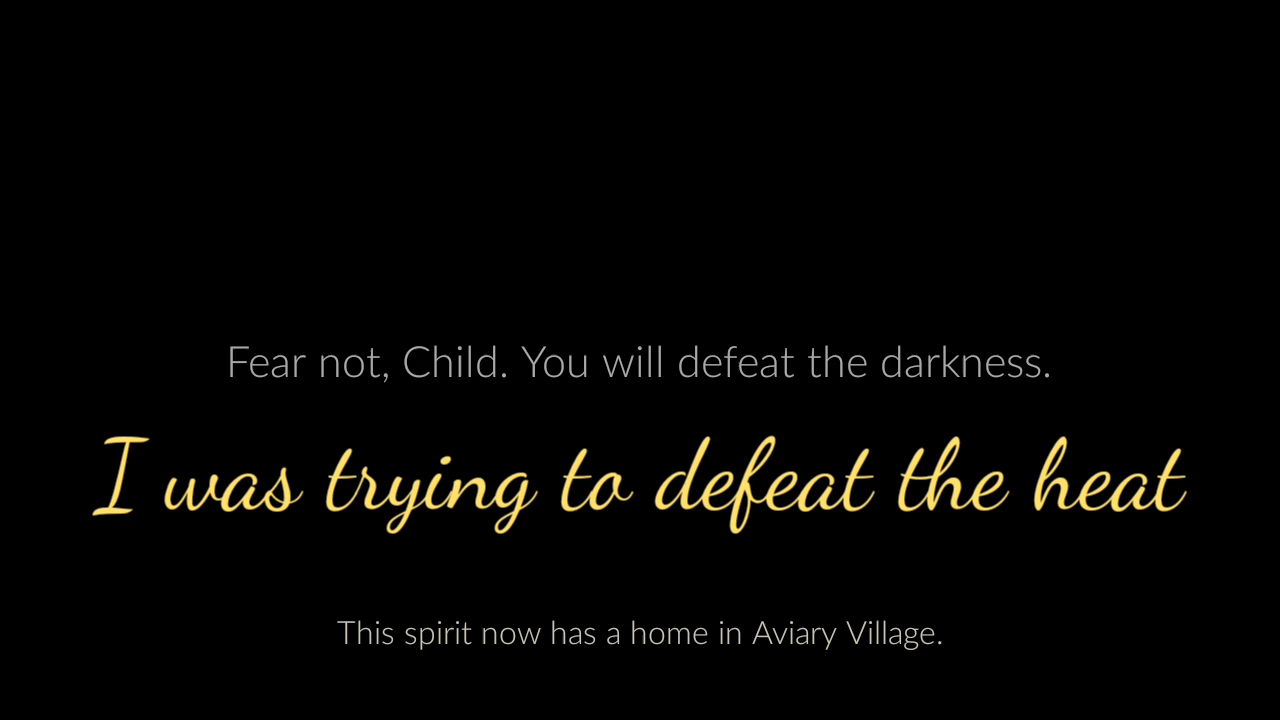 Fear not, Child. You will defeat the darkness.
I was trying to defeat the heat
This spirit now has a home in Aviary Village.